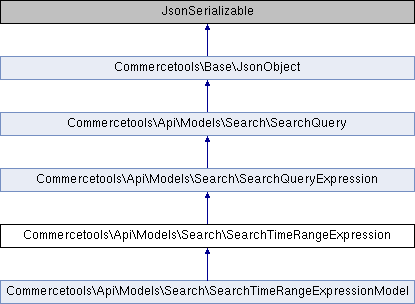 JsonSerializable
Commercetools\Base\JsonObject
Commercetools\Api\Models\Search\SearchQuery
Commercetools\Api\Models\Search\SearchQueryExpression
Commercetools\Api\Models\Search\SearchTimeRangeExpression
Commercetools\Api\Models\Search\SearchTimeRangeExpressionModel